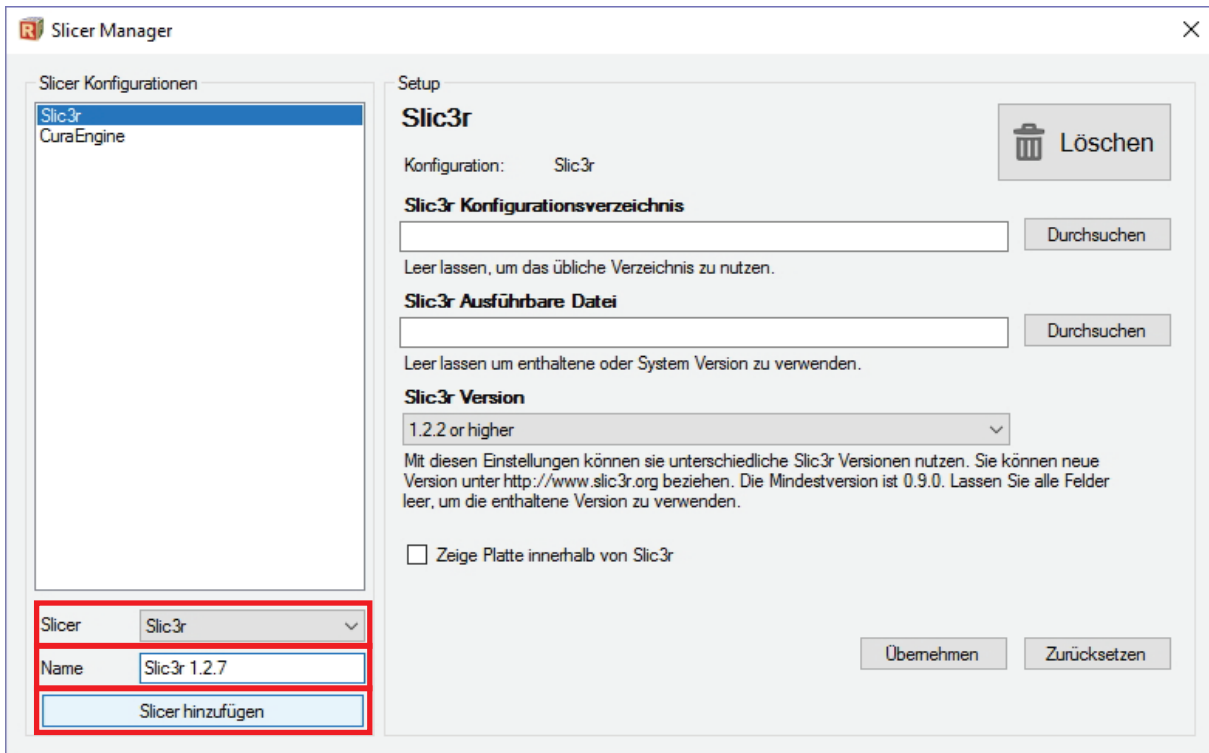 Slicer Manager
Slicer Konfigurationen
Slic3r
CuraEngine
Slicer
Slic3r
Name
Slic3r 1.2.7
Slicer hinzufügen
Setup
Slic3r
Löschen
Konfiguration:
Slic3r
Slic3r Konfigurationsverzeichnis
Durchsuchen
Leer lassen, um das übliche Verzeichnis zu nutzen.
Slic3r Ausführbare Datei
Durchsuchen
Leer lassen um enthaltene oder System Version zu verwenden.
Slic3r Version
1.2.2 or higher
Mit diesen Einstellungen können sie unterschiedliche Slic3r Versionen nutzen. Sie können neue
Version unter http://www.slic3r.org beziehen. Die Mindestversion ist 0.9.0. Lassen Sie alle Felder
leer, um die enthaltene Version zu verwenden.
Zeige Platte innerhalb von Slic3r
Übernehmen
Zurücksetzen